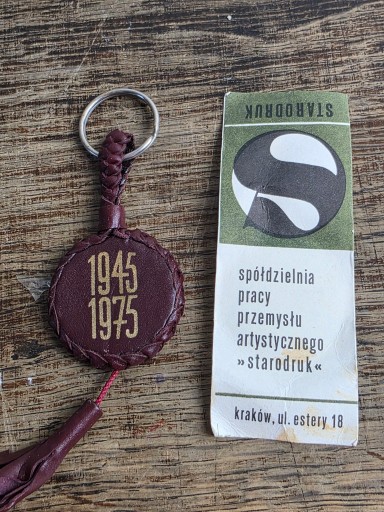 1945
1975
STARODRUK
S
spółdzielnia
pracy
przemysłu
artystycznego
»starodruk«
kraków, ul. estery 18